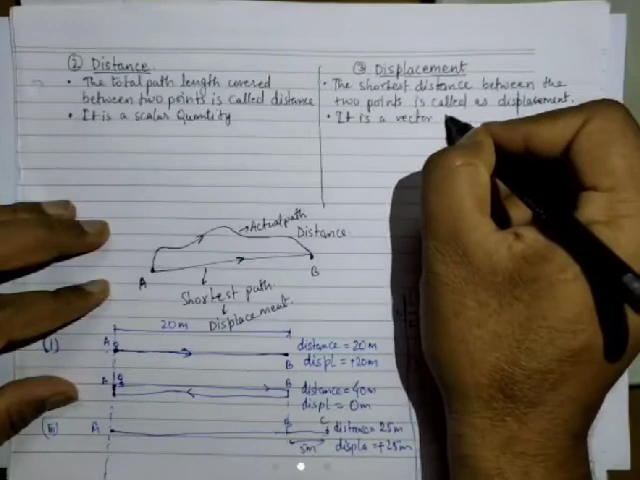 ② Distance
• The total path length covered
between two points is called distance
• It is a scalar Quantity
③ Displacement
• The shortest distance between the
two points is called as displacement.
• It is a vector
Actual path
Distance
A
B
Shortest path
Displacement.
20m
(I)
A
B
distance = 20m
displ = +20m
B
distance = 40m
displ = 0m
A
B
C
distance = 25m
5m
displa = +25m